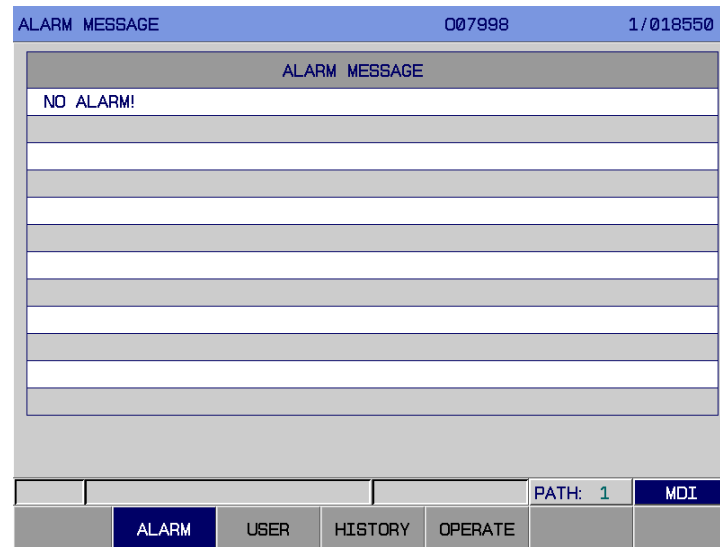 ALARM MESSAGE O07998 1/018550
ALARM MESSAGE
NO ALARM!
PATH: 1 MDI
ALARM USER HISTORY OPERATE